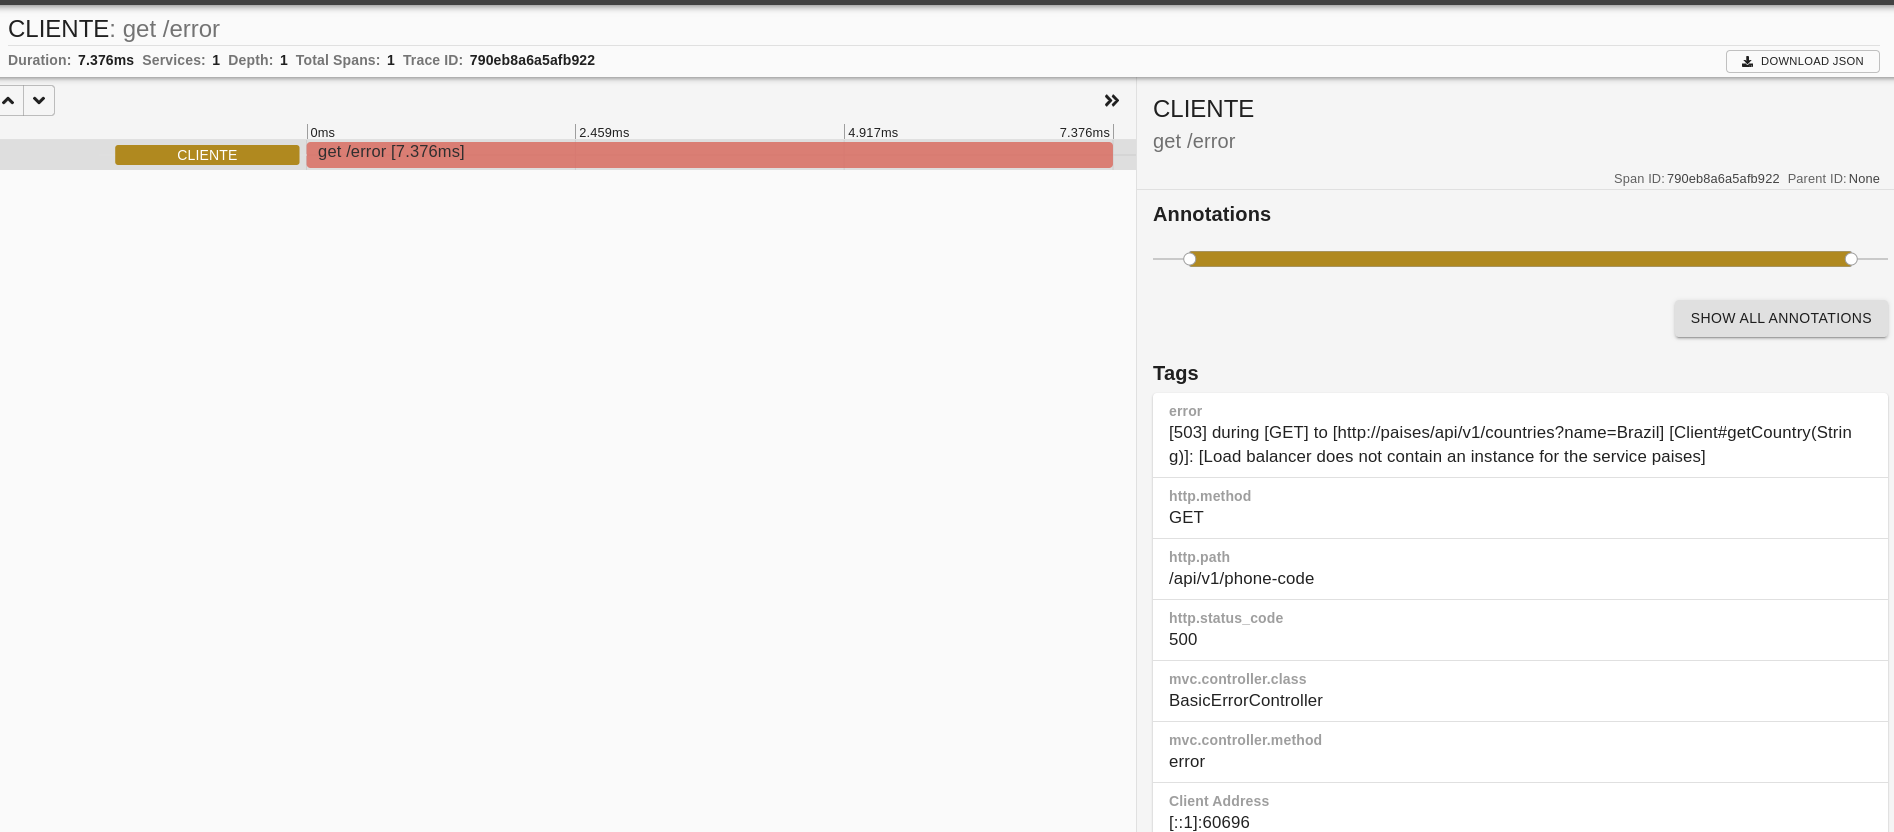 CLIENTE: get /error
Duration: 7.376ms Services: 1 Depth: 1 Total Spans: 1 Trace ID: 790eb8a6a5afb922
DOWNLOAD JSON
0ms 2.459ms 4.917ms 7.376ms
CLIENTE get /error [7.376ms]
CLIENTE
get /error
Span ID: 790eb8a6a5afb922 Parent ID: None
Annotations
SHOW ALL ANNOTATIONS
Tags
error
[503] during [GET] to [http://paises/api/v1/countries?name=Brazil] [Client#getCountry(Strin
g)]: [Load balancer does not contain an instance for the service paises]
http.method
GET
http.path
/api/v1/phone-code
http.status_code
500
mvc.controller.class
BasicErrorController
mvc.controller.method
error
Client Address
[::1]:60696